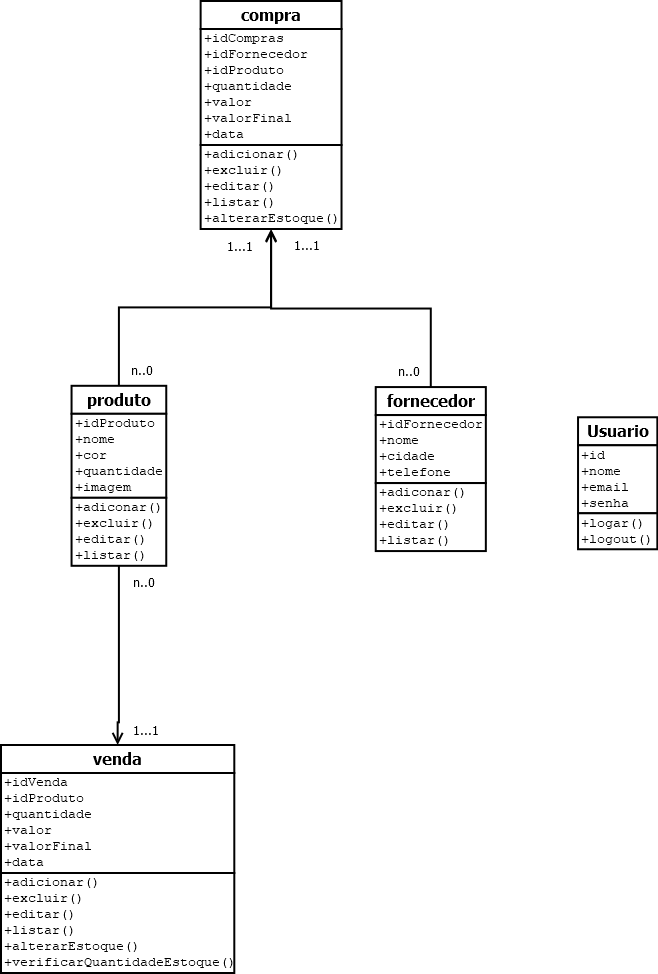 compra
+idCompras
+idFornecedor
+idProduto
+quantidade
+valor
+valorFinal
+data
+adicionar()
+excluir()
+editar()
+listar()
+alterarEstoque()
1...1
1...1
n..0
n..0
produto
+idProduto
+nome
+cor
+quantidade
+imagem
+adiconar()
+excluir()
+editar()
+listar()
fornecedor
+idFornecedor
+nome
+cidade
+telefone
+adiconar()
+excluir()
+editar()
+listar()
Usuario
+id
+nome
+email
+senha
+logar()
+logout()
n..0
1...1
venda
+idVenda
+idProduto
+quantidade
+valor
+valorFinal
+data
+adicionar()
+excluir()
+editar()
+listar()
+alterarEstoque()
+verificarQuantidadeEstoque()